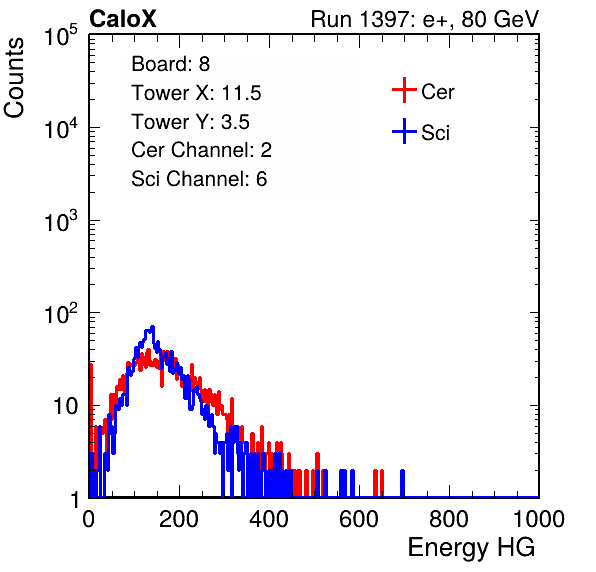 CaloX Run 1397: e+, 80 GeV
Counts
10^5
10^4
10^3
10^2
10
1
Board: 8
Tower X: 11.5
Tower Y: 3.5
Cer Channel: 2
Sci Channel: 6
Cer
Sci
0 200 400 600 800 1000
Energy HG